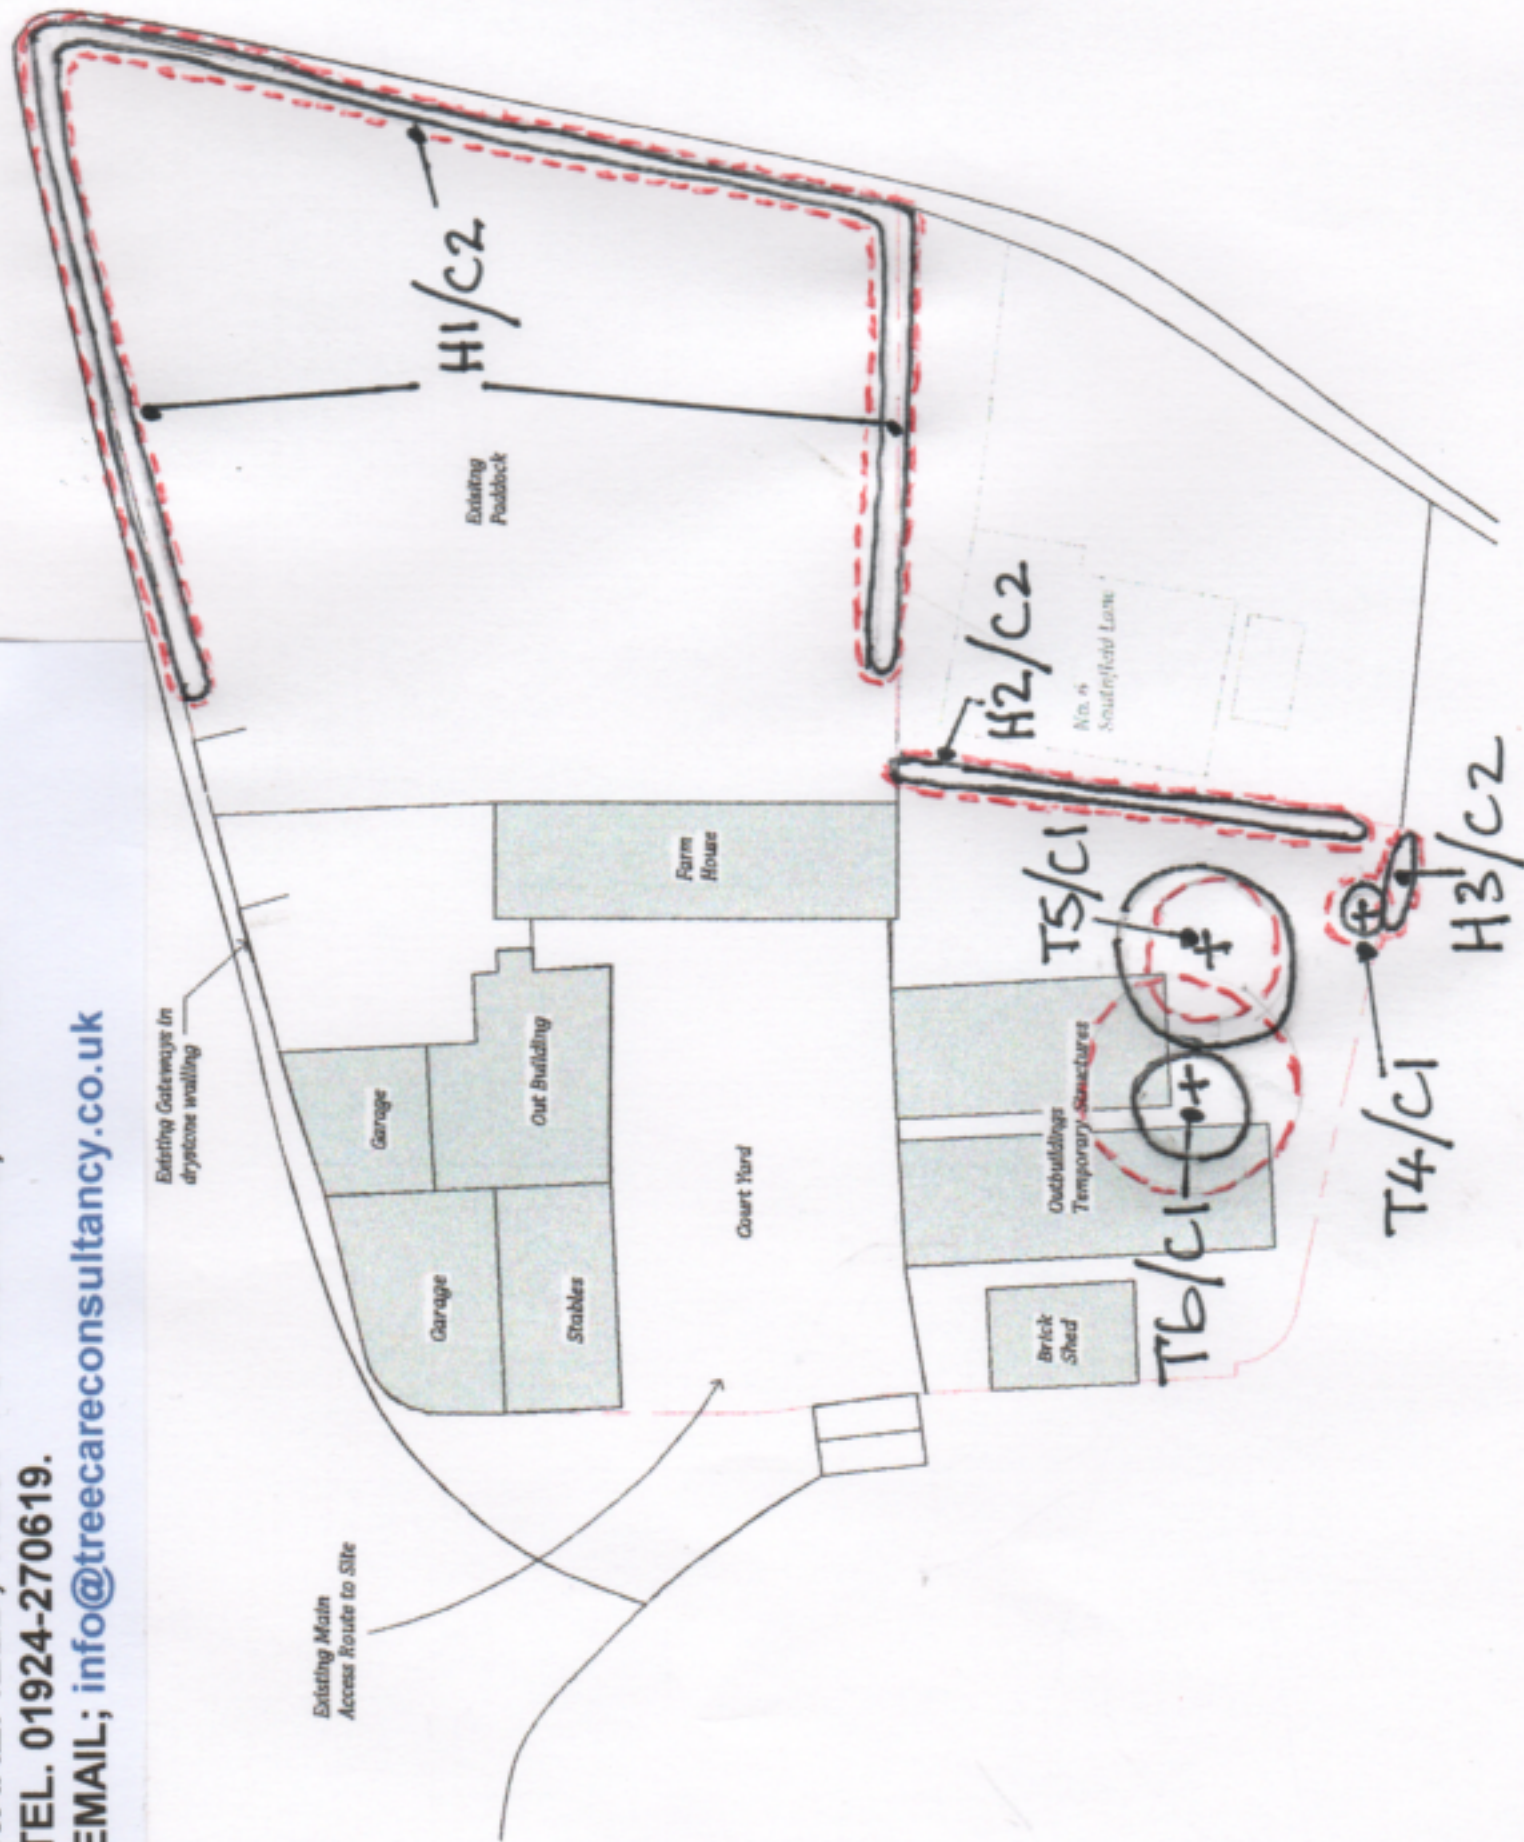 TEL. 01924-270619.
EMAIL; info@treecareconsultancy.co.uk
Existing Gateways in
drystone walling
Existing Main
Access Route to Site
H1/C2
Exisitng
Paddock
H2/C2
No. 6
Southfield Lane
Farm
House
T5/C1
H3/C2
Garage
Out Building
Court Yard
Outbuildings
Temporary Structures
T4/C1
Garage
Stables
Brick
Shed
T6/C1